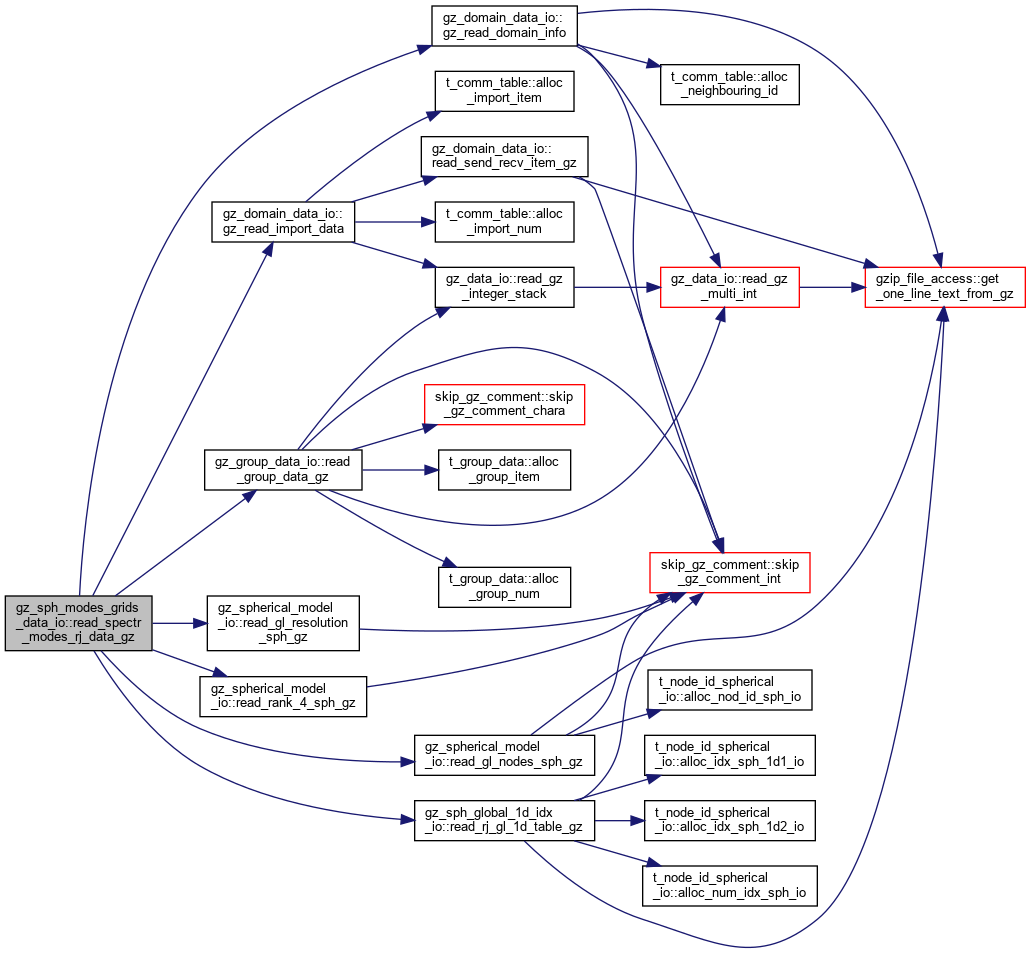 gz_domain_data_io::
gz_read_domain_info
t_comm_table::alloc
_neighbouring_id
t_comm_table::alloc
_import_item
gz_domain_data_io::
read_send_recv_item_gz
gz_domain_data_io::
gz_read_import_data
t_comm_table::alloc
_import_num
gz_data_io::read_gz
_integer_stack
gz_data_io::read_gz
_multi_int
gzip_file_access::get
_one_line_text_from_gz
skip_gz_comment::skip
_gz_comment_chara
gz_group_data_io::read
_group_data_gz
t_group_data::alloc
_group_item
t_group_data::alloc
_group_num
skip_gz_comment::skip
_gz_comment_int
gz_sph_modes_grids
_data_io::read_spectr
_modes_rj_data_gz
gz_spherical_model
_io::read_gl_resolution
_sph_gz
gz_spherical_model
_io::read_rank_4_sph_gz
t_node_id_spherical
_io::alloc_nod_id_sph_io
gz_spherical_model
_io::read_gl_nodes_sph_gz
t_node_id_spherical
_io::alloc_idx_sph_1d1_io
gz_sph_global_1d_idx
_io::read_rj_gl_1d_table_gz
t_node_id_spherical
_io::alloc_idx_sph_1d2_io
t_node_id_spherical
_io::alloc_num_idx_sph_io